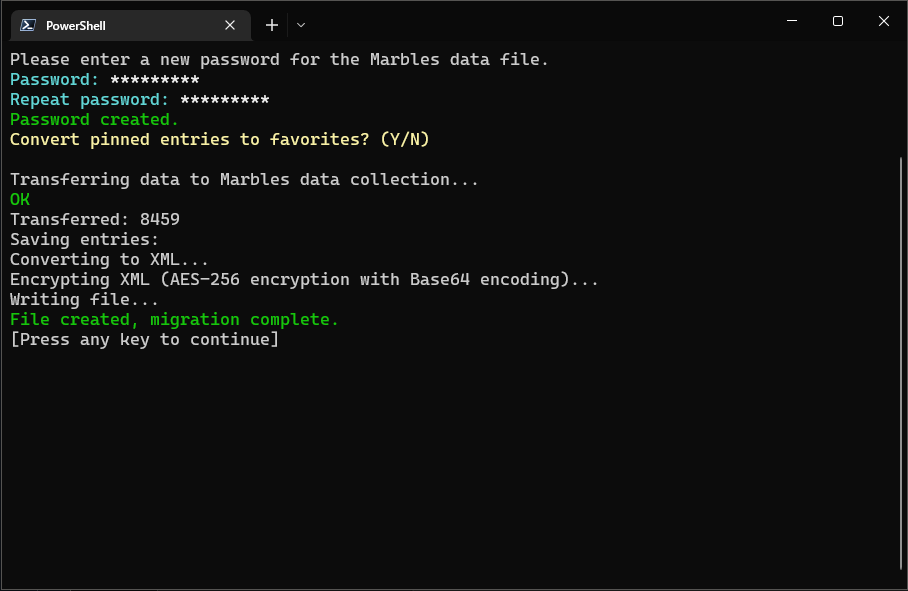 PowerShell
Please enter a new password for the Marbles data file.
Password: *********
Repeat password: *********
Password created.
Convert pinned entries to favorites? (Y/N)
Transferring data to Marbles data collection...
OK
Transferred: 8459
Saving entries:
Converting to XML...
Encrypting XML (AES-256 encryption with Base64 encoding)...
Writing file...
File created, migration complete.
[Press any key to continue]